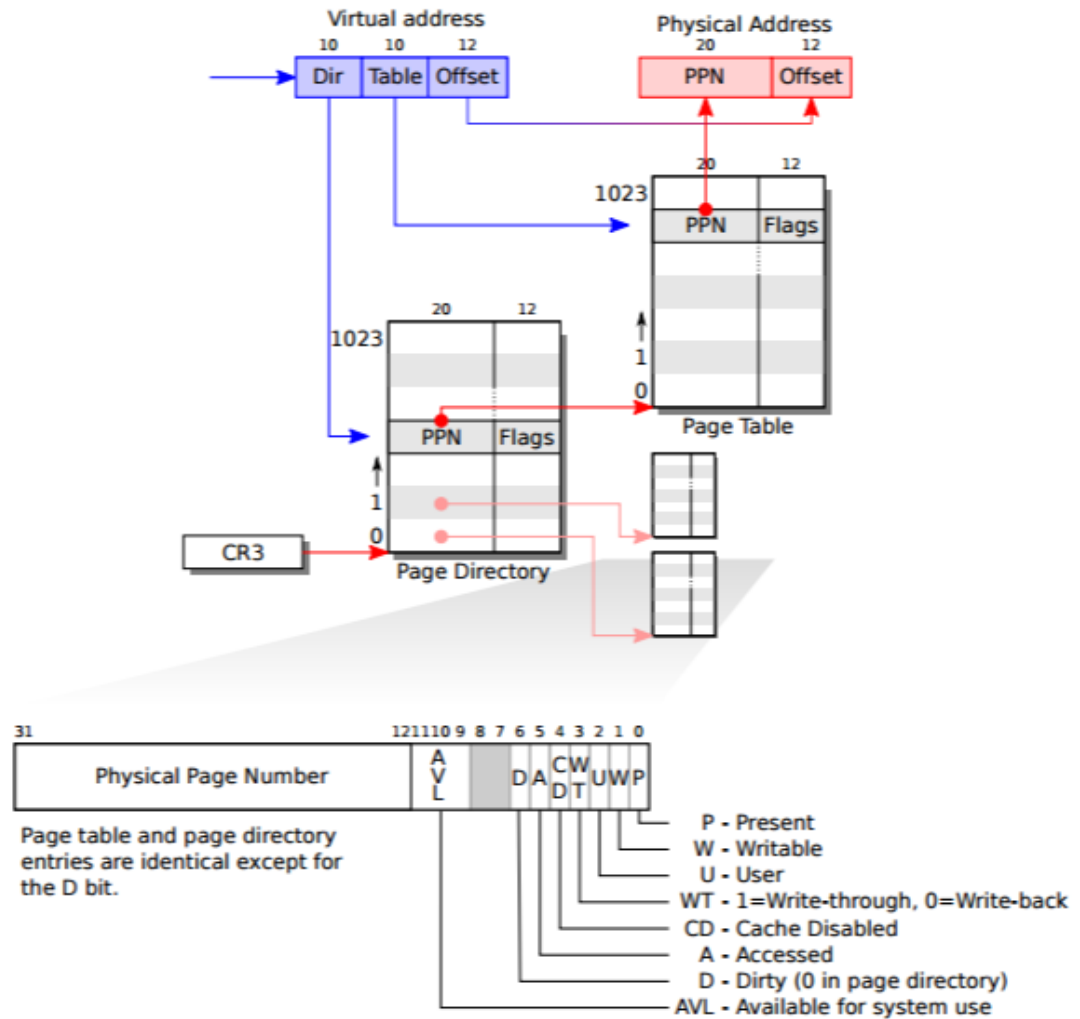 Virtual address
10 10 12
Dir Table Offset
Physical Address
20 12
PPN Offset
20 12
1023
PPN Flags
1
0
Page Table
20 12
1023
PPN Flags
1
0
CR3
Page Directory
31 12 11 10 9 8 7 6 5 4 3 2 1 0
Physical Page Number
AVL
D A CD WT U W P
Page table and page directory
entries are identical except for
the D bit.
P - Present
W - Writable
U - User
WT - 1=Write-through, 0=Write-back
CD - Cache Disabled
A - Accessed
D - Dirty (0 in page directory)
AVL - Available for system use